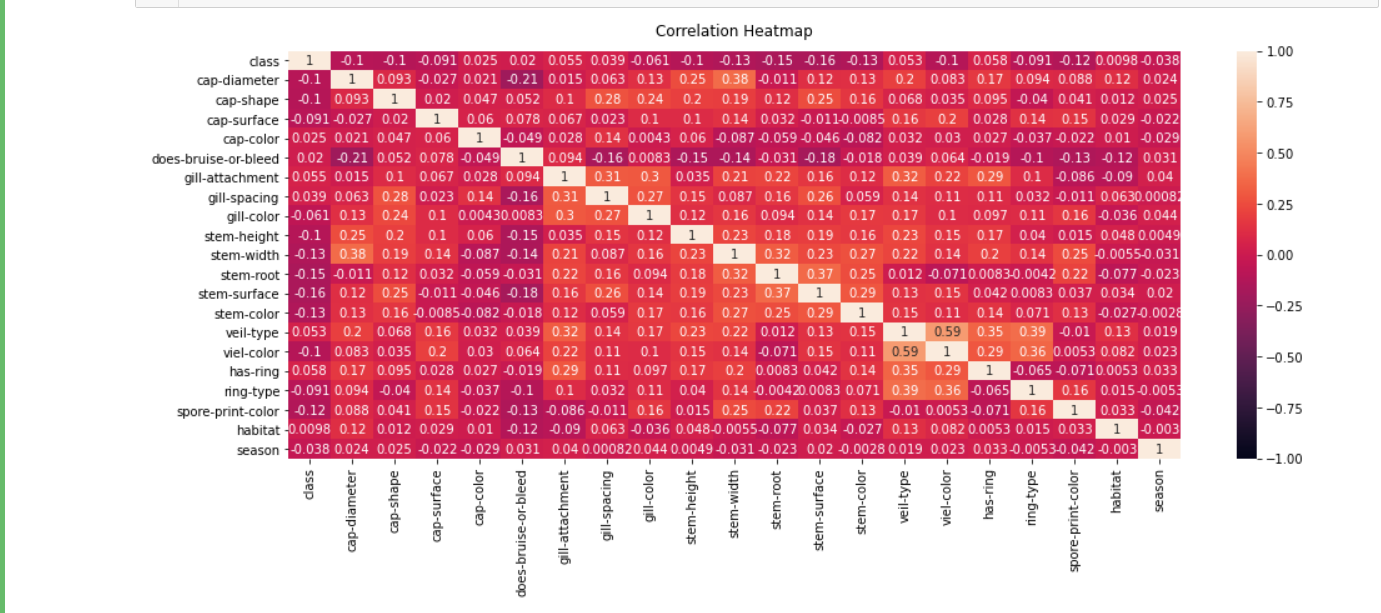 Correlation Heatmap
class 1 -0.1 -0.1 -0.091 0.025 0.02 0.055 0.039 -0.061 -0.1 -0.13 -0.15 -0.16 -0.13 0.053 -0.1 0.058 -0.091 -0.12 0.0098 -0.038
cap-diameter -0.1 1 0.093 -0.027 0.021 -0.21 0.015 0.063 0.13 0.25 0.38 -0.011 0.12 0.13 0.2 0.083 0.17 0.094 0.088 0.12 0.024
cap-shape -0.1 0.093 1 0.02 0.047 0.052 0.1 0.28 0.24 0.2 0.19 0.12 0.25 0.16 0.068 0.035 0.095 -0.04 0.041 0.012 0.025
cap-surface -0.091 -0.027 0.02 1 0.06 0.078 0.067 0.023 0.1 0.1 0.14 0.032 -0.011 -0.0085 0.16 0.2 0.028 0.14 0.15 0.029 -0.022
cap-color 0.025 0.021 0.047 0.06 1 -0.049 0.028 0.14 0.0043 0.06 -0.087 -0.059 -0.046 -0.082 0.032 0.03 0.027 -0.037 -0.022 0.01 -0.029
does-bruise-or-bleed 0.02 -0.21 0.052 0.078 -0.049 1 0.094 -0.16 0.0083 -0.15 -0.14 -0.031 -0.18 -0.018 0.039 0.064 -0.019 -0.1 -0.13 -0.12 0.031
gill-attachment 0.055 0.015 0.1 0.067 0.028 0.094 1 0.31 0.3 0.035 0.21 0.22 0.16 0.12 0.32 0.22 0.29 0.1 -0.086 -0.09 0.04
gill-spacing 0.039 0.063 0.28 0.023 0.14 -0.16 0.31 1 0.27 0.15 0.087 0.16 0.26 0.059 0.14 0.11 0.11 0.032 -0.011 0.063 0.00082
gill-color -0.061 0.13 0.24 0.1 0.0043 0.0083 0.3 0.27 1 0.12 0.16 0.094 0.14 0.17 0.17 0.1 0.097 0.11 0.16 -0.036 0.044
stem-height -0.1 0.25 0.2 0.1 0.06 -0.15 0.035 0.15 0.12 1 0.23 0.18 0.19 0.16 0.23 0.15 0.17 0.04 0.015 0.048 0.0049
stem-width -0.13 0.38 0.19 0.14 -0.087 -0.14 0.21 0.087 0.16 0.23 1 0.32 0.23 0.27 0.22 0.14 0.2 0.14 0.25 -0.0055 -0.031
stem-root -0.15 -0.011 0.12 0.032 -0.059 -0.031 0.22 0.16 0.094 0.18 0.32 1 0.37 0.25 0.012 -0.071 0.0083 -0.0042 0.22 -0.077 -0.023
stem-surface -0.16 0.12 0.25 -0.011 -0.046 -0.18 0.16 0.26 0.14 0.19 0.23 0.37 1 0.29 0.13 0.15 0.042 0.0083 0.037 0.034 0.02
stem-color -0.13 0.13 0.16 -0.0085 -0.082 -0.018 0.12 0.059 0.17 0.16 0.27 0.25 0.29 1 0.15 0.11 0.14 0.071 0.13 -0.027 -0.0028
veil-type 0.053 0.2 0.068 0.16 0.032 0.039 0.32 0.14 0.17 0.23 0.22 0.012 0.13 0.15 1 0.59 0.35 0.39 -0.01 0.13 0.019
viel-color -0.1 0.083 0.035 0.2 0.03 0.064 0.22 0.11 0.1 0.15 0.14 -0.071 0.15 0.11 0.59 1 0.29 0.36 0.0053 0.082 0.023
has-ring 0.058 0.17 0.095 0.028 0.027 -0.019 0.29 0.11 0.097 0.17 0.2 0.0083 0.042 0.14 0.35 0.29 1 -0.065 -0.071 0.0053 0.033
ring-type -0.091 0.094 -0.04 0.14 -0.037 -0.1 0.1 0.032 0.11 0.04 0.14 -0.0042 0.0083 0.071 0.39 0.36 -0.065 1 0.16 0.015 -0.0053
spore-print-color -0.12 0.088 0.041 0.15 -0.022 -0.13 -0.086 -0.011 0.16 0.015 0.25 0.22 0.037 0.13 -0.01 0.0053 -0.071 0.16 1 0.033 -0.042
habitat 0.0098 0.12 0.012 0.029 0.01 -0.12 -0.09 0.063 -0.036 0.048 -0.0055 -0.077 0.034 -0.027 0.13 0.082 0.0053 0.015 0.033 1 -0.003
season -0.038 0.024 0.025 -0.022 -0.029 0.031 0.04 0.00082 0.044 0.0049 -0.031 -0.023 0.02 -0.0028 0.019 0.023 0.033 -0.0053 -0.042 -0.003 1
class cap-diameter cap-shape cap-surface cap-color does-bruise-or-bleed gill-attachment gill-spacing gill-color stem-height stem-width stem-root stem-surface stem-color veil-type viel-color has-ring ring-type spore-print-color habitat season
1.00
0.75
0.50
0.25
0.00
−0.25
−0.50
−0.75
−1.00